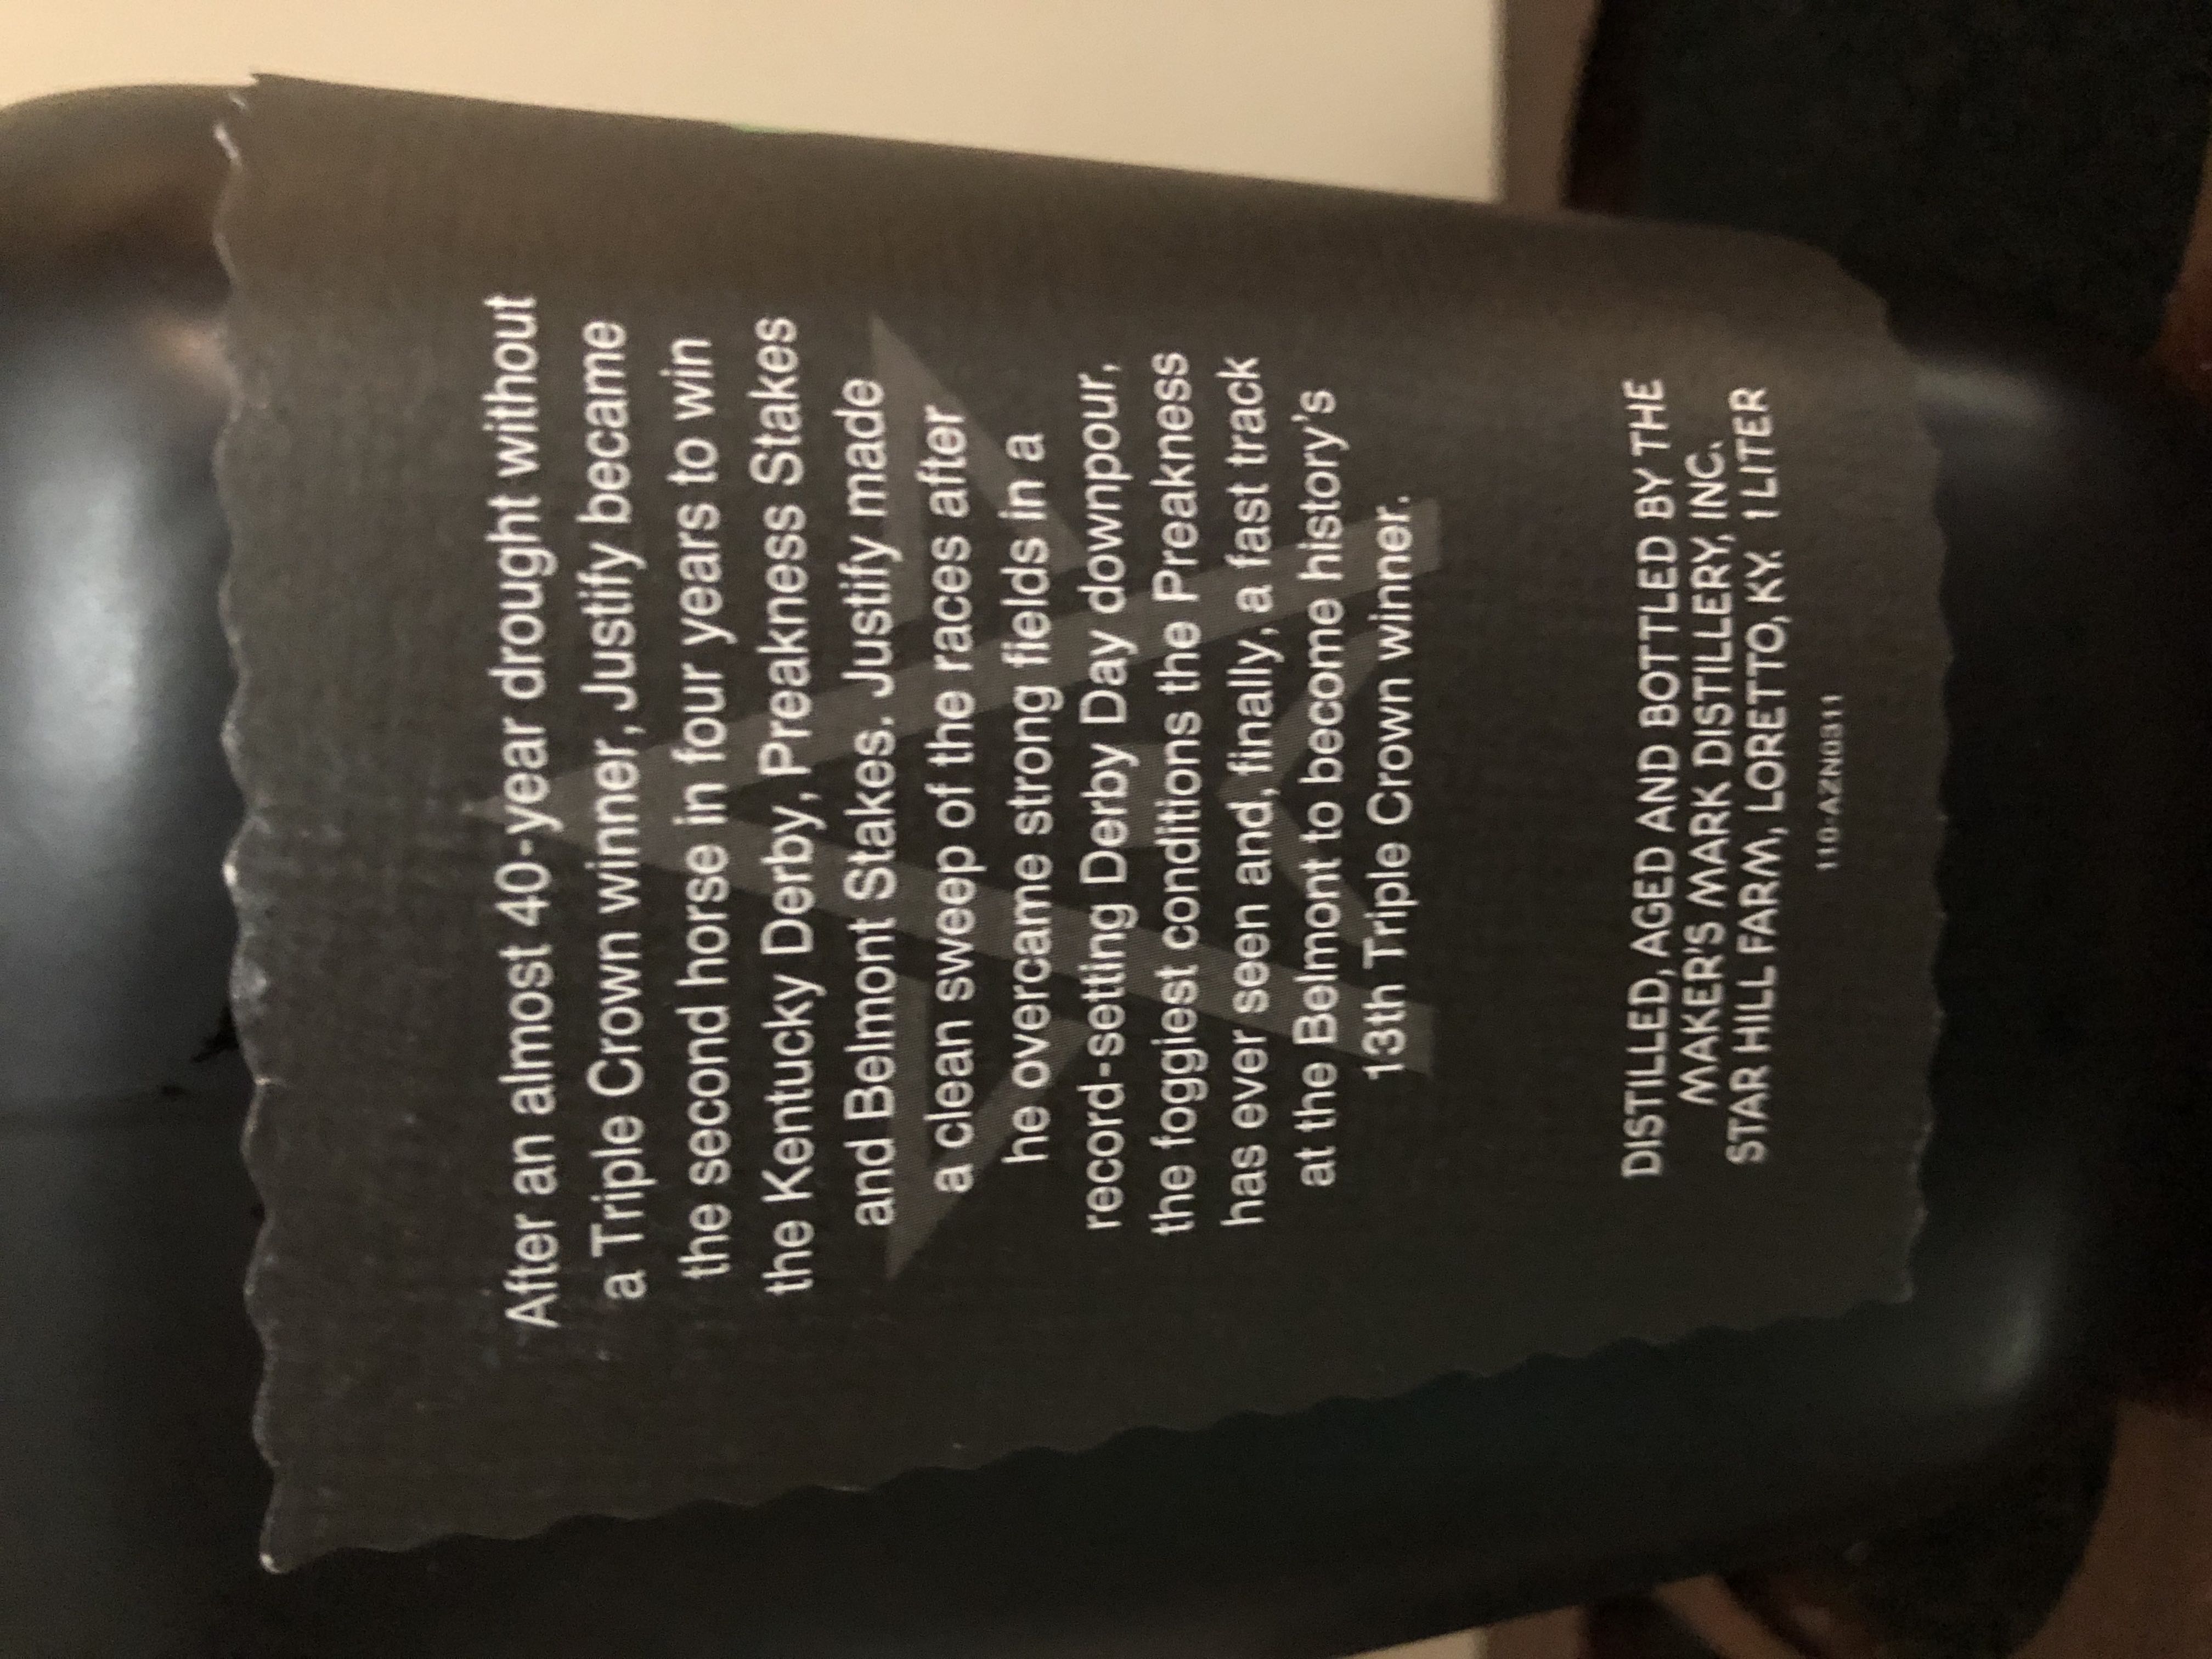 After an almost 40-year drought without
a Triple Crown winner, Justify became
the second horse in four years to win
the Kentucky Derby, Preakness Stakes
and Belmont Stakes. Justify made
a clean sweep of the races after
he overcame strong fields in a
record-setting Derby Day downpour,
the foggiest conditions the Preakness
has ever seen and, finally, a fast track
at the Belmont to become history's
13th Triple Crown winner.
DISTILLED, AGED AND BOTTLED BY THE
MAKER'S MARK DISTILLERY, INC.
STAR HILL FARM, LORETTO, KY. 1 LITER
110-AZN0311